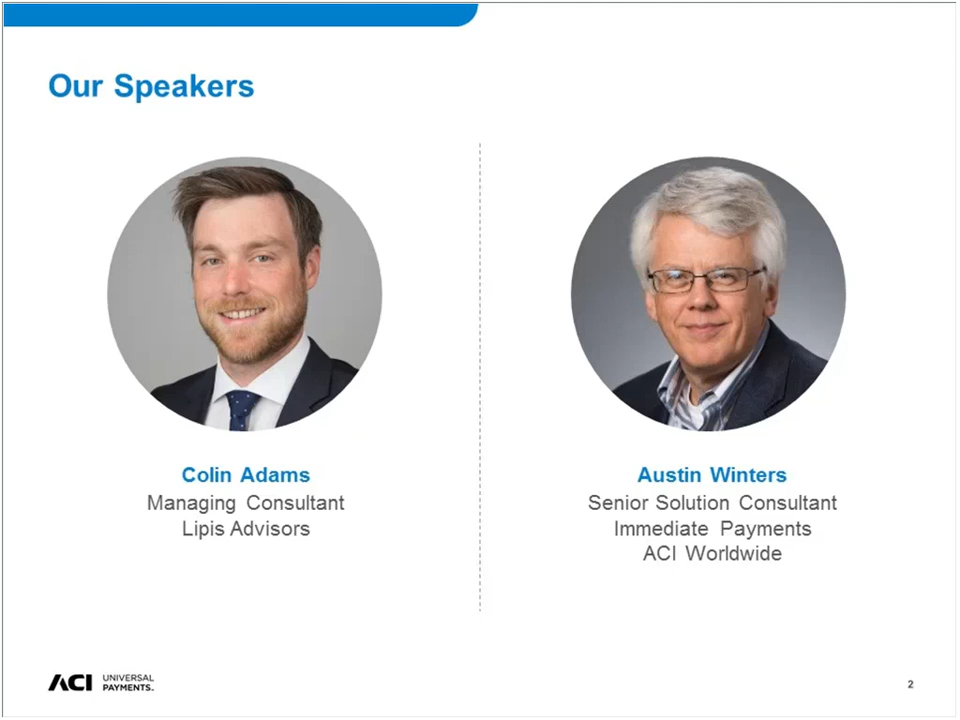 Our Speakers
Colin Adams
Managing Consultant
Lipis Advisors
Austin Winters
Senior Solution Consultant
Immediate Payments
ACI Worldwide
ACI UNIVERSAL
PAYMENTS.
2